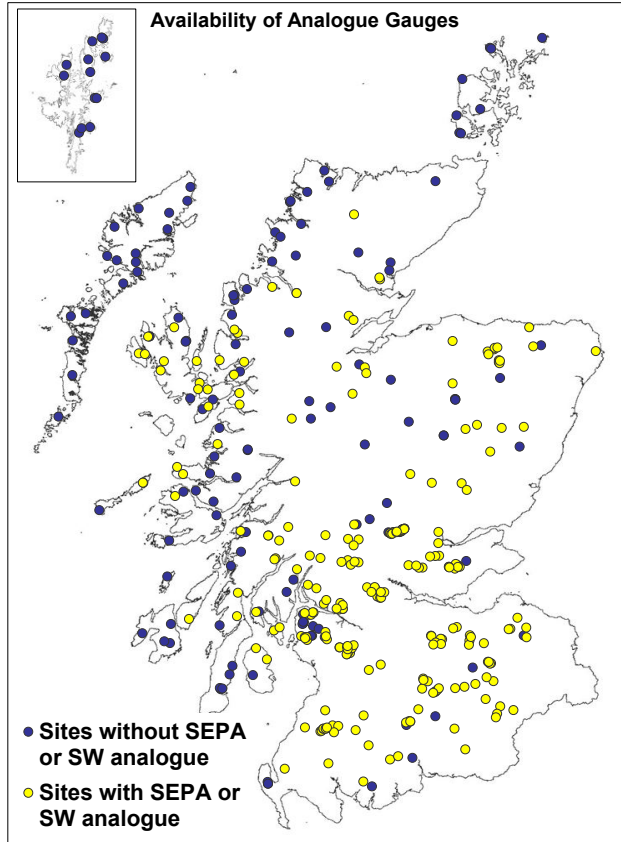 Availability of Analogue Gauges
Sites without SEPA
or SW analogue
Sites with SEPA or
SW analogue